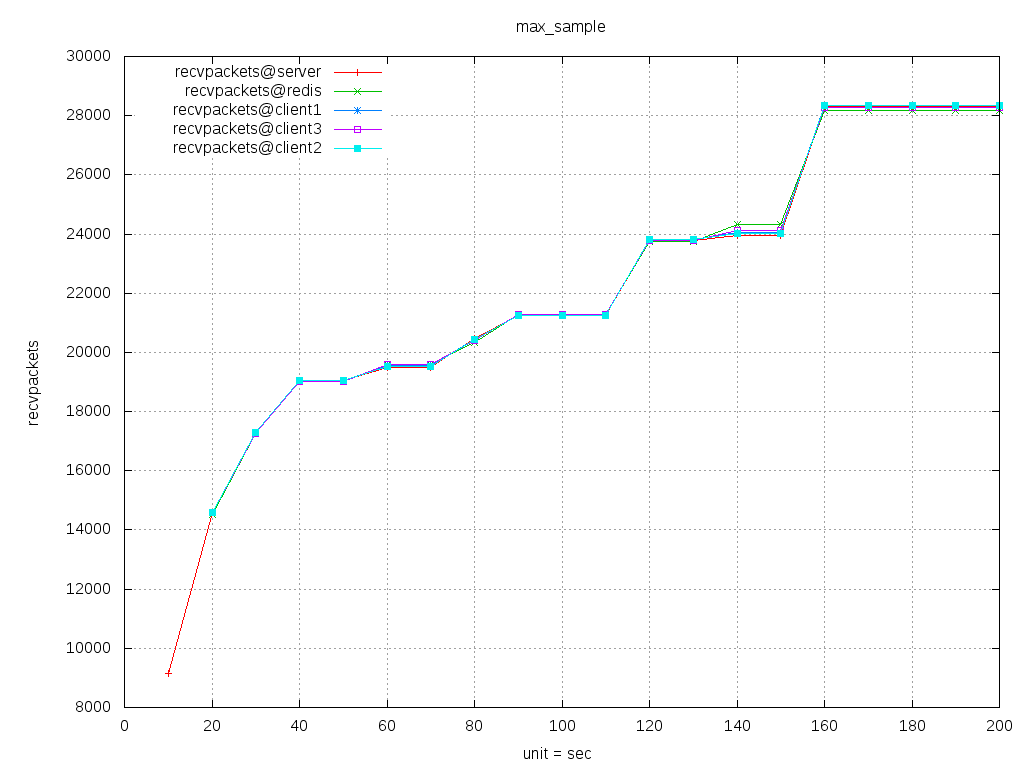 max_sample
30000
28000
26000
24000
22000
20000
18000
16000
14000
12000
10000
8000
recvpackets
recvpackets@server
recvpackets@redis
recvpackets@client1
recvpackets@client3
recvpackets@client2
0 20 40 60 80 100 120 140 160 180 200
unit = sec